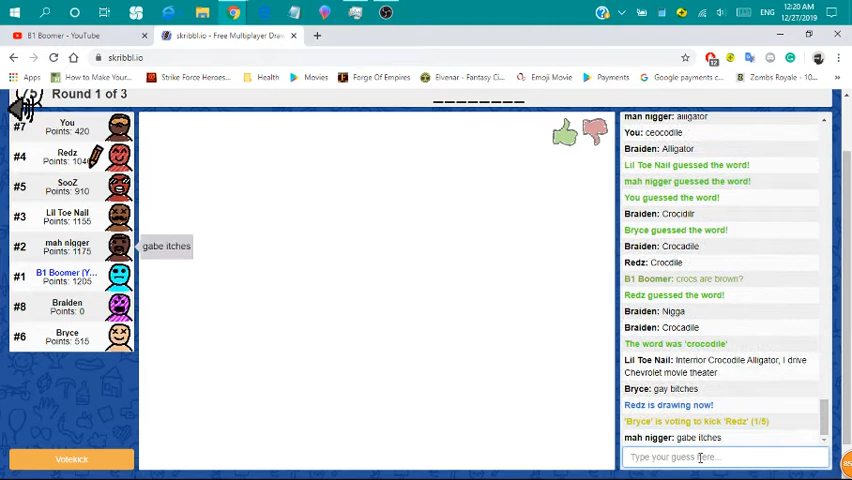 12:20 AM
ENG
12/27/2019
B1 Boomer - YouTube
skribbl.io - Free Multiplayer Dra
skribbl.io
Apps
How to Make Your...
Strike Force Heroes...
Health
Movies
Forge Of Empires
Elvenar - Fantasy Ci...
Emoji Movie
Payments
Google payments c...
Zombs Royale - 10...
12
75
Round 1 of 3
________
#7
You
Points: 420
#4
Redz
Points: 1040
#5
SooZ
Points: 910
#3
Lil Toe Nail
Points: 1155
#2
mah nigger
Points: 1175
gabe itches
#1
B1 Boomer (Y...
Points: 1205
#8
Braiden
Points: 0
#6
Bryce
Points: 515
Votekick
mah nigger: alligator
You: ceocodile
Braiden: Alligator
Lil Toe Nail guessed the word!
mah nigger guessed the word!
You guessed the word!
Braiden: Crocidilr
Bryce guessed the word!
Braiden: Crocadile
Redz: Crocdile
B1 Boomer: crocs are brown?
Redz guessed the word!
Braiden: Nigga
Braiden: Crocadile
The word was 'crocodile'
Lil Toe Nail: Interrior Crocodile Alligator, I drive
Chevrolet movie theater
Bryce: gay bitches
Redz is drawing now!
'Bryce' is voting to kick 'Redz' (1/5)
mah nigger: gabe itches
Type your guess here...
85